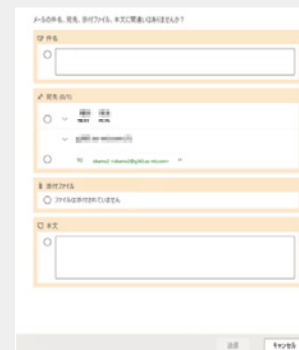 メールの件名、宛先、添付ファイル、本文に間違いはありませんか?
件名
宛先 (0/1)
添付ファイル
ファイルは添付されていません
本文
送信
キャンセル